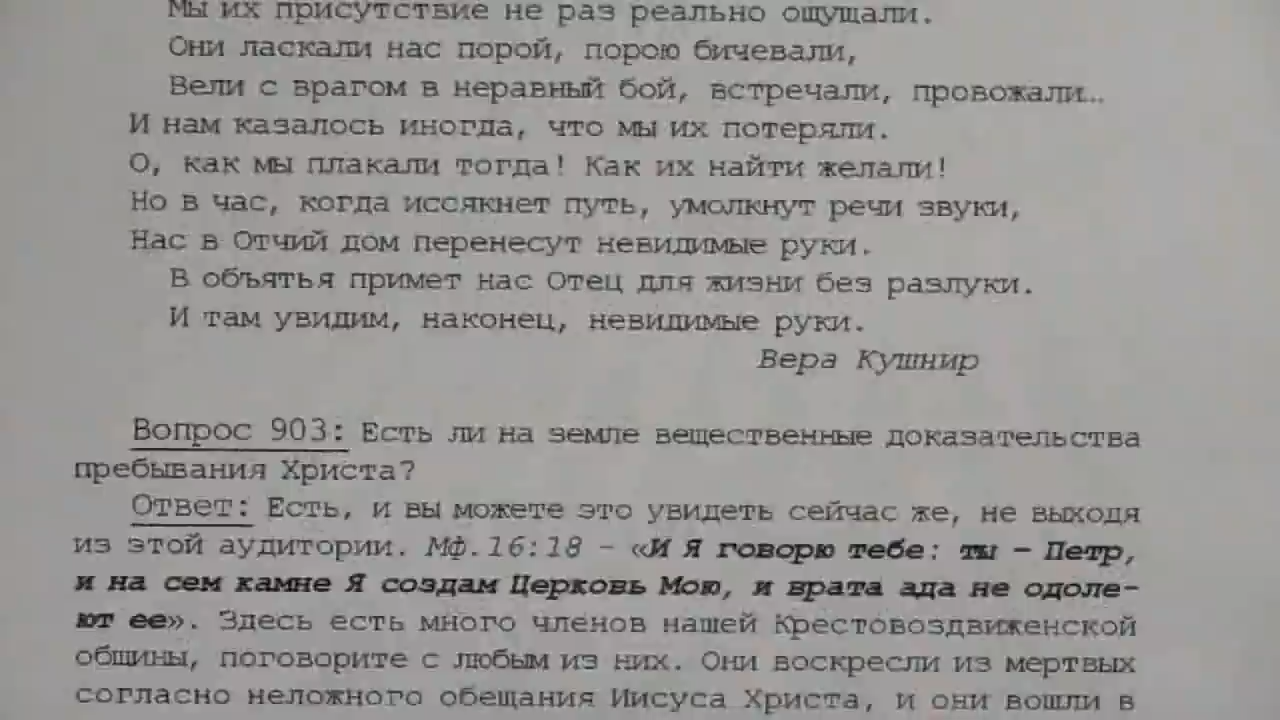 Мы их присутствие не раз реально ощущали.
Они ласкали нас порой, порою бичевали,
Вели с врагом в неравный бой, встречали, провожали…
И нам казалось иногда, что мы их потеряли.
О, как мы плакали тогда! Как их найти желали!
Но в час, когда иссякнет путь, умолкнут речи звуки,
Нас в Отчий дом перенесут невидимые руки.
В объятья примет нас Отец для жизни без разлуки.
И там увидим, наконец, невидимые руки.
Вера Кушнир
Вопрос 903: Есть ли на земле вещественные доказательства
пребывания Христа?
Ответ: Есть, и вы можете это увидеть сейчас же, не выходя
из этой аудитории. Мф.16:18 – «И Я говорю тебе: ты – Петр,
и на сем камне Я создам Церковь Мою, и врата ада не одоле-
ют ее». Здесь есть много членов нашей Крестовоздвиженской
общины, поговорите с любым из них. Они воскресли из мертвых
согласно неложного обещания Иисуса Христа, и они вошли в